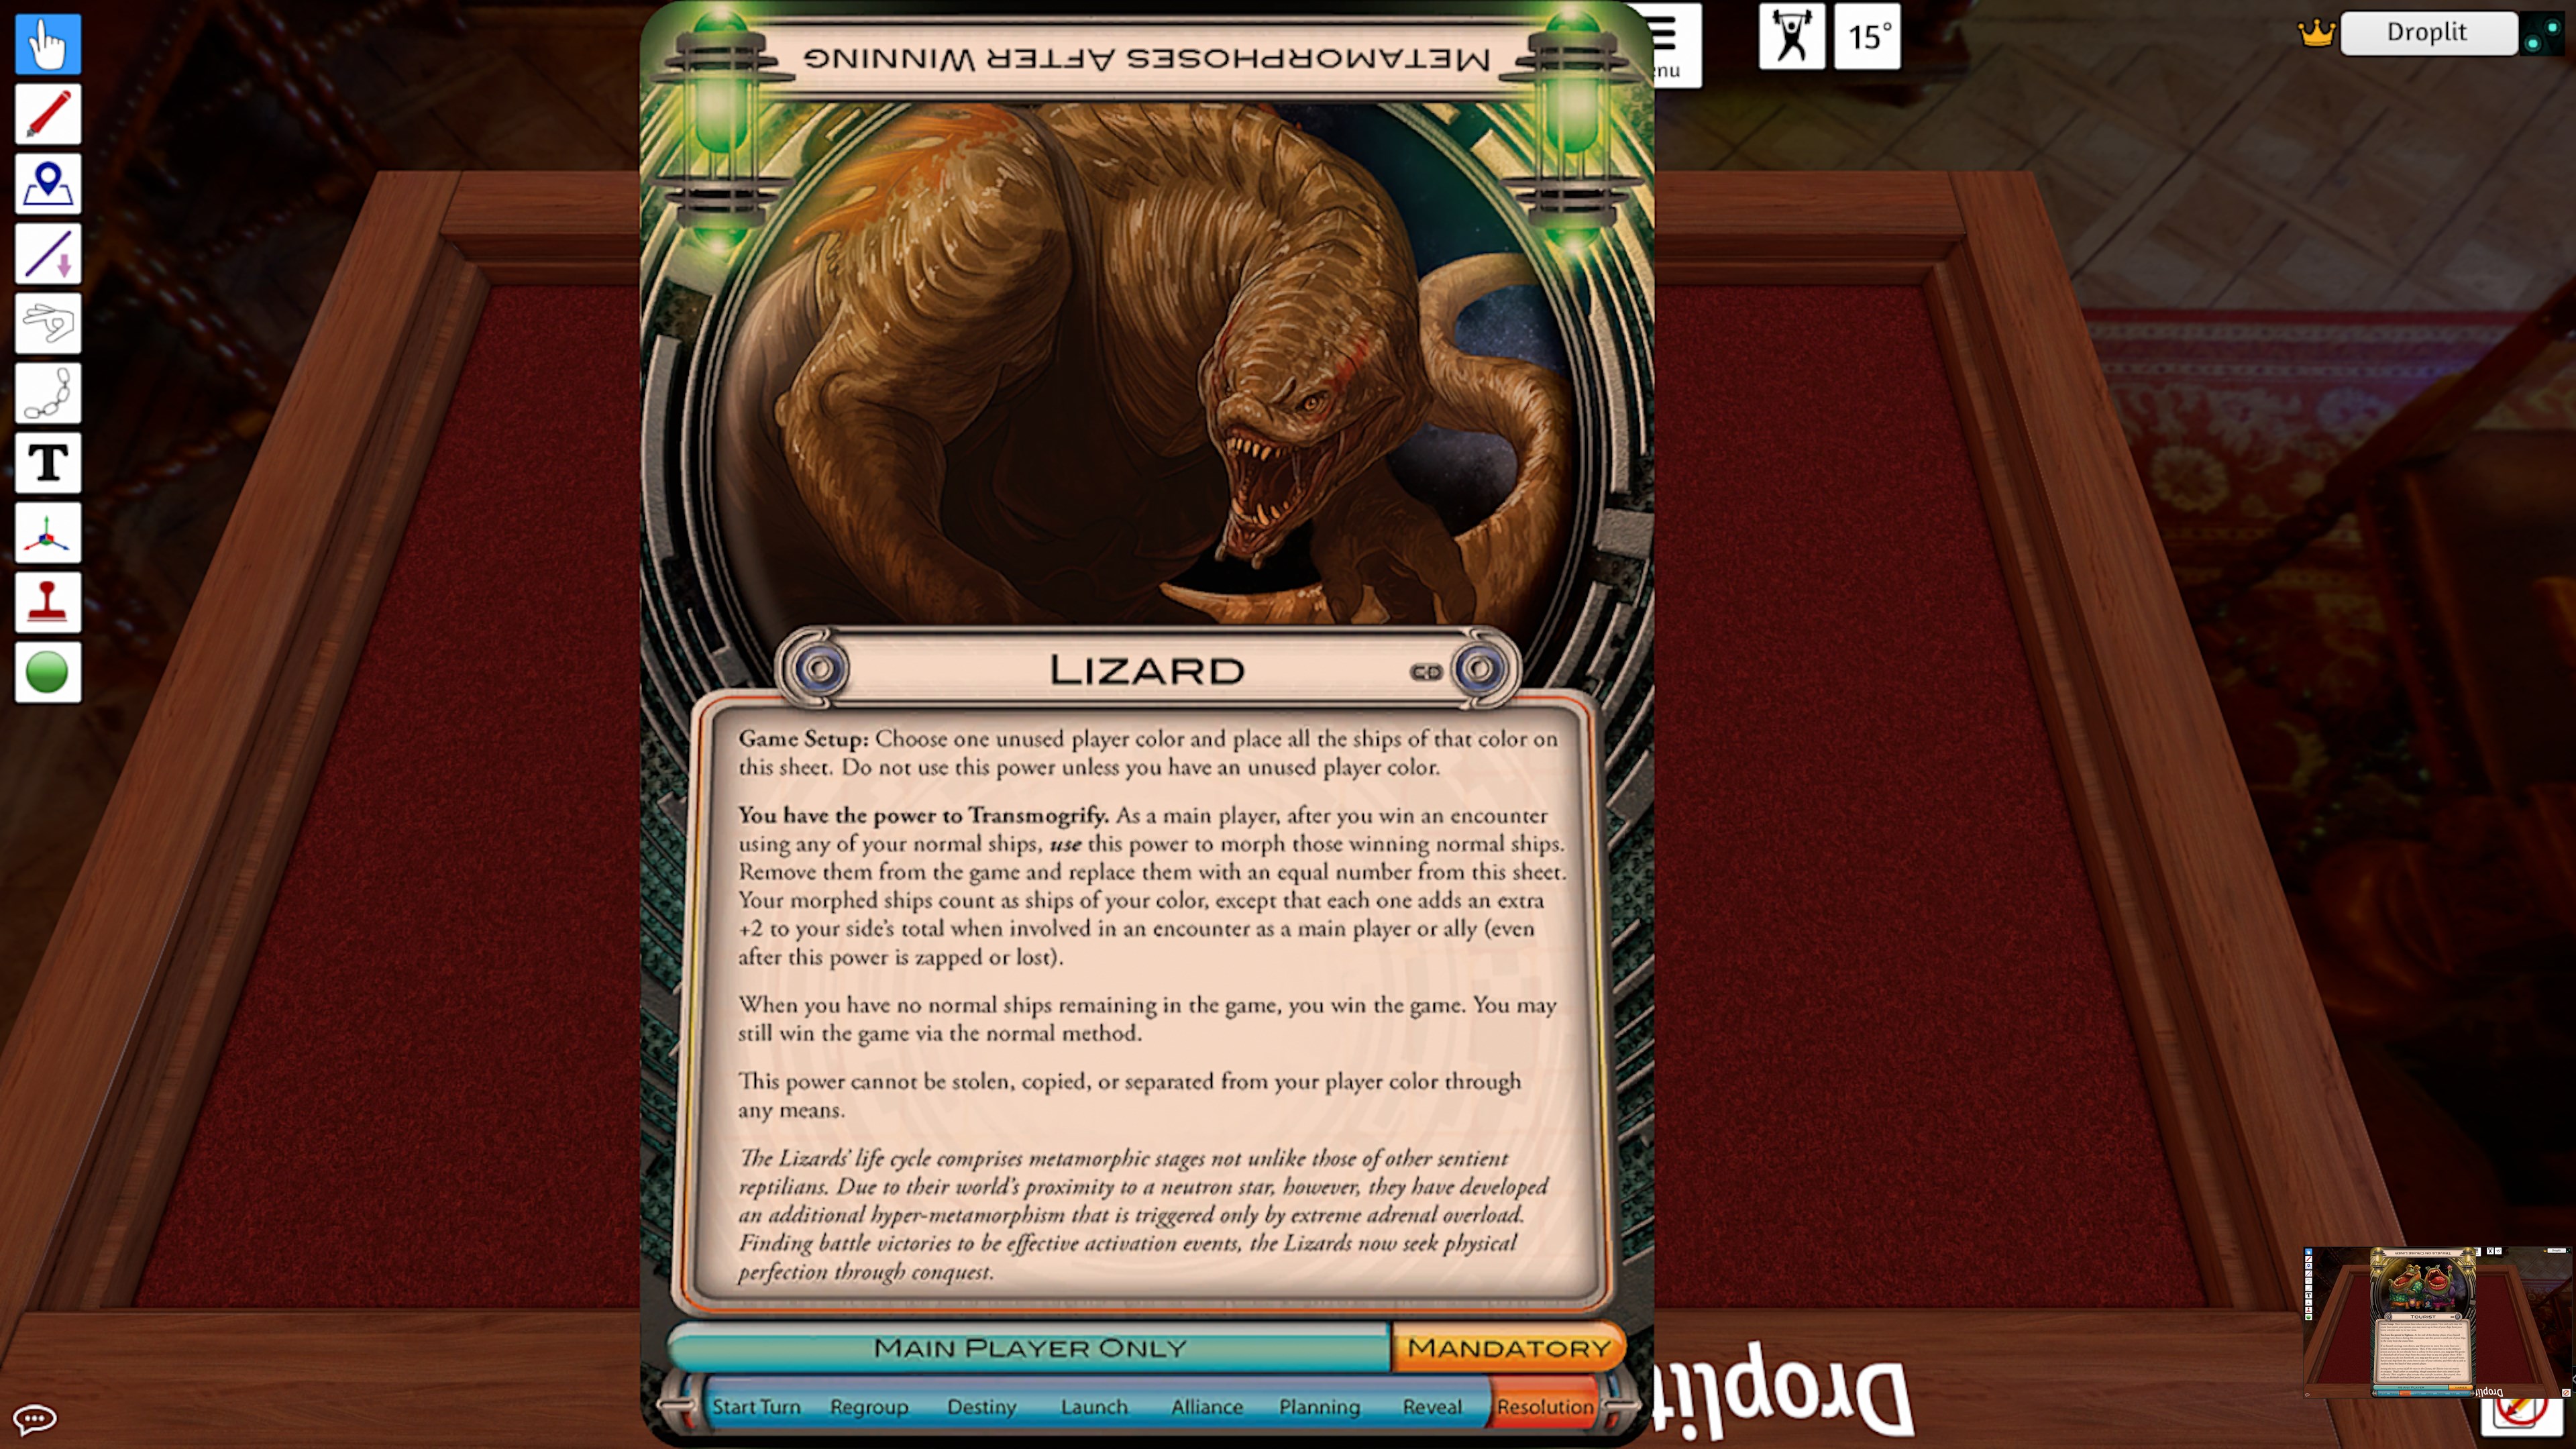 METAMORPHOSES AFTER WINNING
nu
15°
Droplit
T
LIZARD
CD
Game Setup: Choose one unused player color and place all the ships of that color on
this sheet. Do not use this power unless you have an unused player color.
You have the power to Transmogrify. As a main player, after you win an encounter
using any of your normal ships, use this power to morph those winning normal ships.
Remove them from the game and replace them with an equal number from this sheet.
Your morphed ships count as ships of your color, except that each one adds an extra
+2 to your side's total when involved in an encounter as a main player or ally (even
after this power is zapped or lost).
When you have no normal ships remaining in the game, you win the game. You may
still win the game via the normal method.
This power cannot be stolen, copied, or separated from your player color through
any means.
The Lizards' life cycle comprises metamorphic stages not unlike those of other sentient
reptilians. Due to their world's proximity to a neutron star, however, they have developed
an additional hyper-metamorphism that is triggered only by extreme adrenal overload.
Finding battle victories to be effective activation events, the Lizards now seek physical
perfection through conquest.
MAIN PLAYER ONLY
MANDATORY
Start Turn Regroup Destiny Launch Alliance Planning Reveal Resolution
Droplit
TOURIST
Droplit